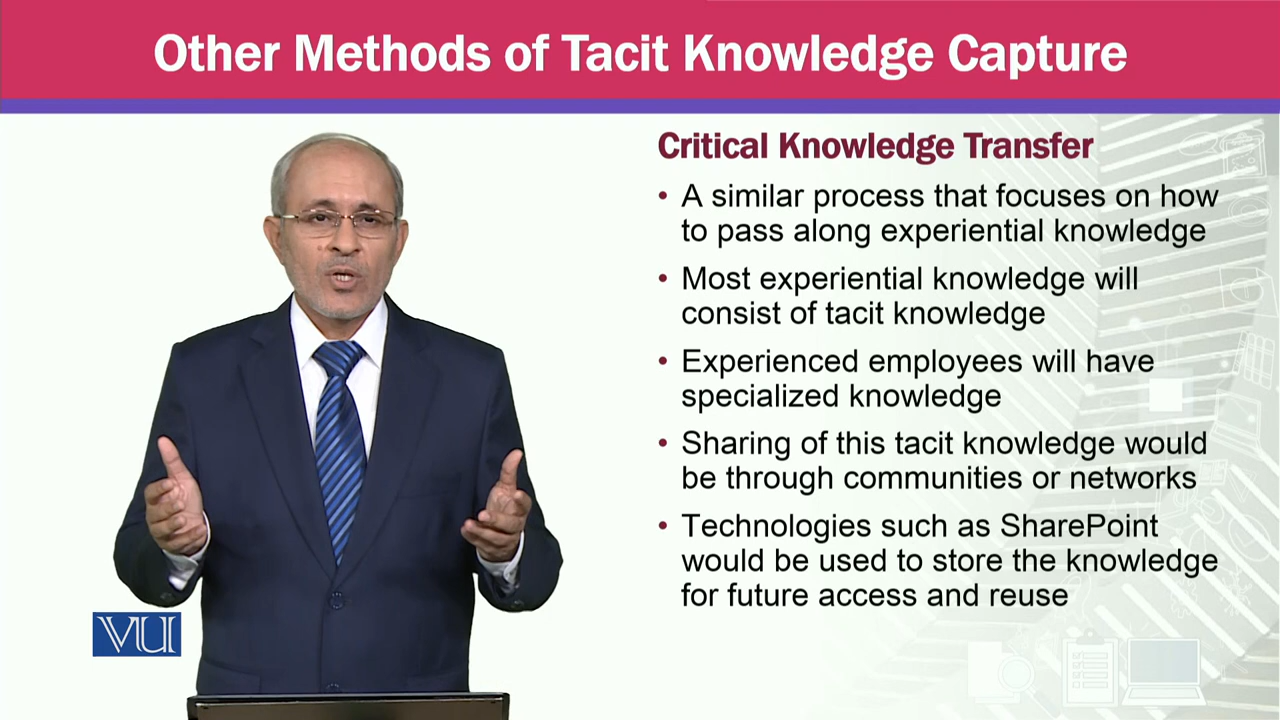 Other Methods of Tacit Knowledge Capture
Critical Knowledge Transfer
• A similar process that focuses on how
to pass along experiential knowledge
• Most experiential knowledge will
consist of tacit knowledge
• Experienced employees will have
specialized knowledge
• Sharing of this tacit knowledge would
be through communities or networks
• Technologies such as SharePoint
would be used to store the knowledge
for future access and reuse
VU